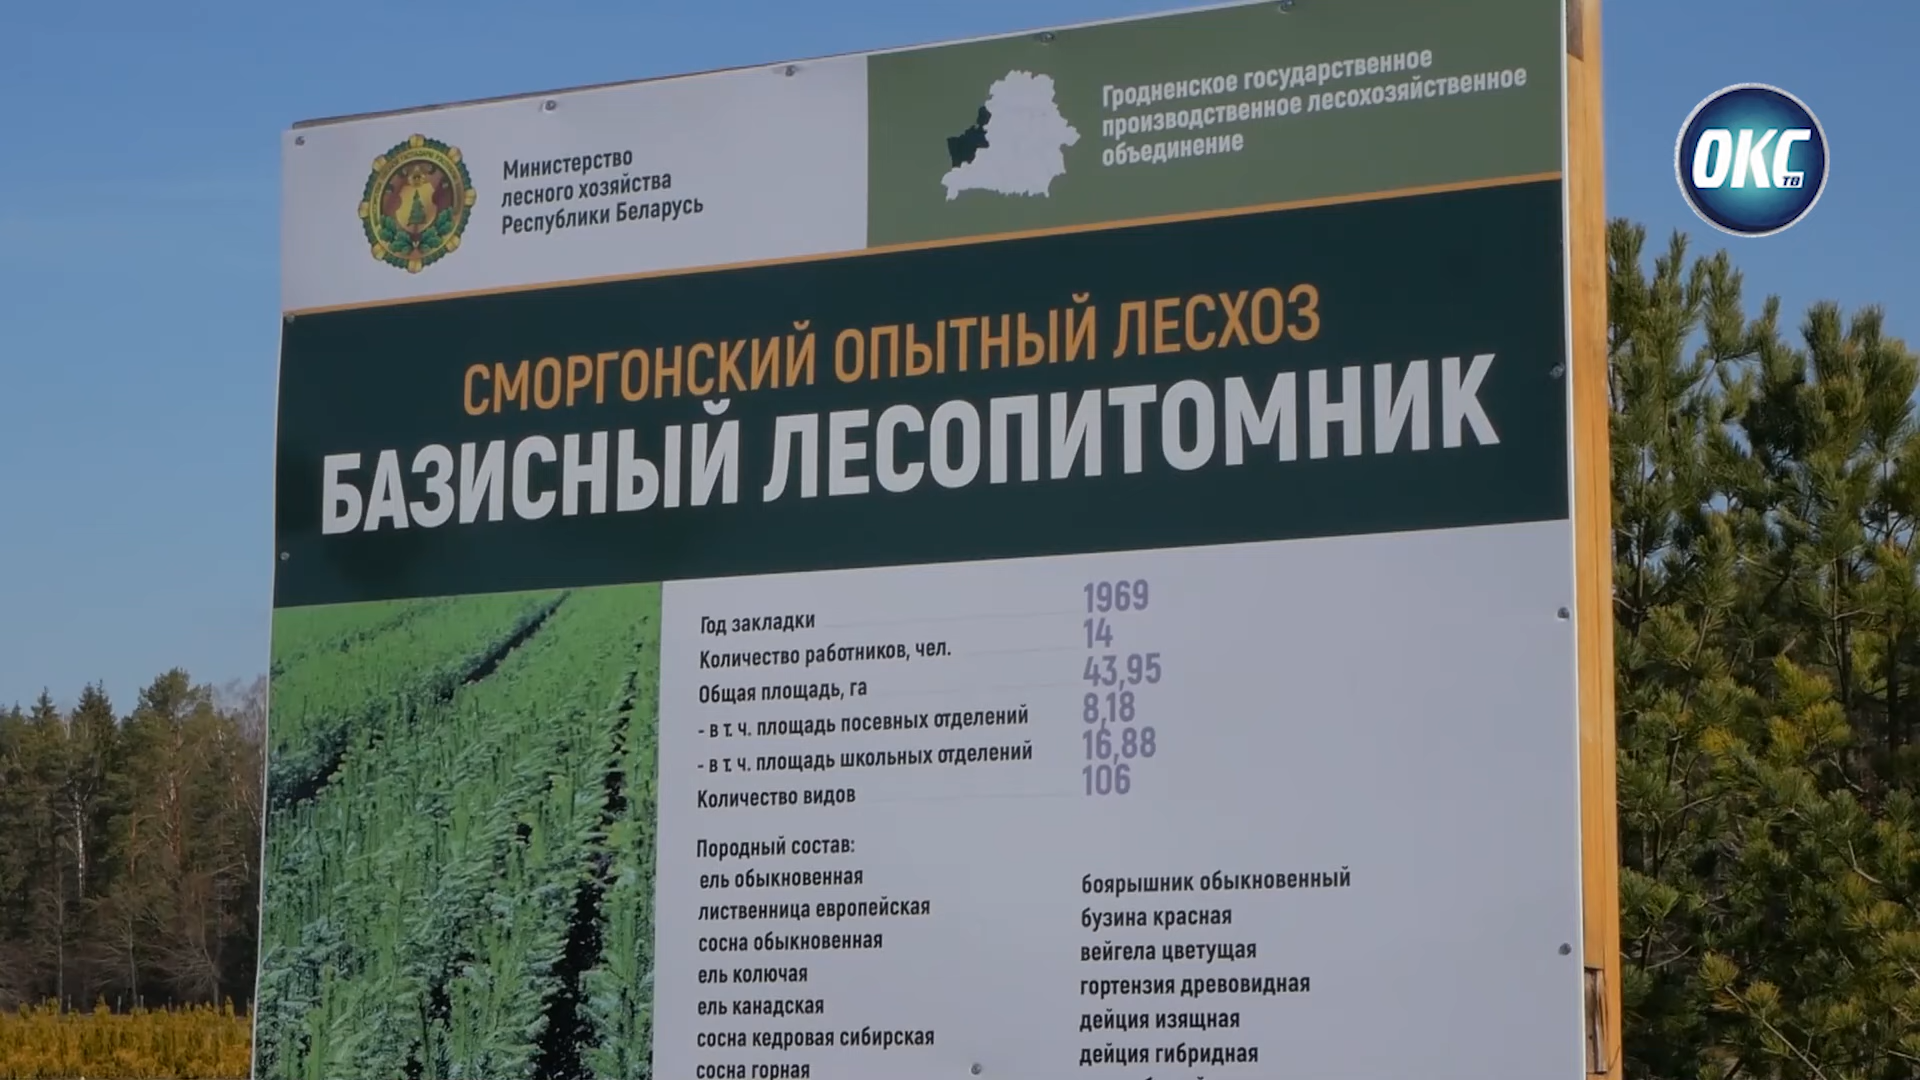 Министерство
лесного хозяйства
Республики Беларусь
Гродненское государственное
производственное лесохозяйственное
объединение
ОКС
ТВ
СМОРГОНСКИЙ ОПЫТНЫЙ ЛЕСХОЗ
БАЗИСНЫЙ ЛЕСОПИТОМНИК
Год закладки 1969
Количество работников, чел. 14
Общая площадь, га 43,95
- в т. ч. площадь посевных отделений 8,18
- в т. ч. площадь школьных отделений 16,88
Количество видов 106
Породный состав:
ель обыкновенная
лиственница европейская
сосна обыкновенная
ель колючая
ель канадская
сосна кедровая сибирская
сосна горная
боярышник обыкновенный
бузина красная
вейгела цветущая
гортензия древовидная
дейция изящная
дейция гибридная